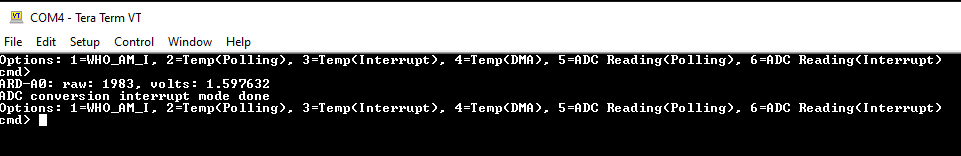 COM4 - Tera Term VT
File Edit Setup Control Window Help
Options: 1=WHO_AM_I, 2=Temp(Polling), 3=Temp(Interrupt), 4=Temp(DMA), 5=ADC Reading(Polling), 6=ADC Reading(Interrupt)
cmd>
ARD-A0: raw: 1983, volts: 1.597632
ADC conversion interrupt mode done
Options: 1=WHO_AM_I, 2=Temp(Polling), 3=Temp(Interrupt), 4=Temp(DMA), 5=ADC Reading(Polling), 6=ADC Reading(Interrupt)
cmd>